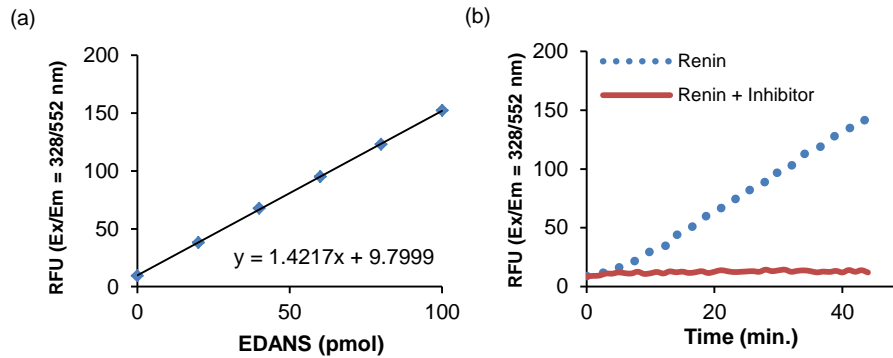 (a)
200
150
100
50
0
RFU (Ex/Em = 328/552 nm)
y = 1.4217x + 9.7999
0 50 100
EDANS (pmol)
(b)
200
150
100
50
0
RFU (Ex/Em = 328/552 nm)
Renin
Renin + Inhibitor
0 20 40
Time (min.)